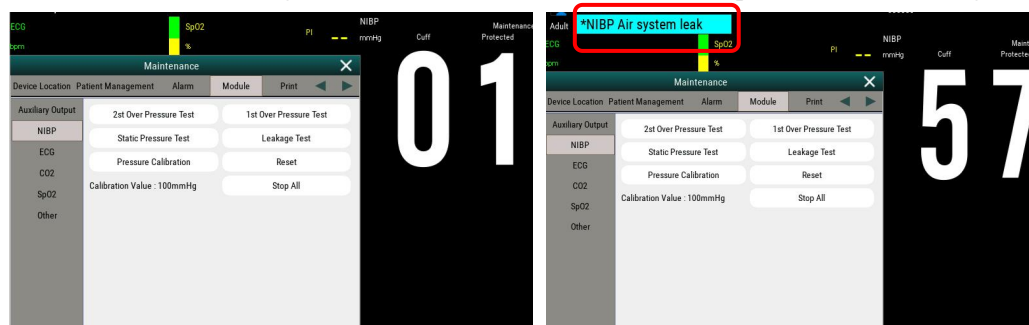 ECG
SpO2
PI
--
NIBP
mmHg
Cuff
Maintenance
Protected
bpm
%
01
Maintenance
Device Location Patient Management Alarm Module Print
Auxiliary Output
NIBP
ECG
CO2
SpO2
Other
2st Over Pressure Test 1st Over Pressure Test
Static Pressure Test Leakage Test
Pressure Calibration Reset
Calibration Value : 100mmHg Stop All
Adult *NIBP Air system leak
ECG
SpO2
PI
--
NIBP
mmHg
Cuff
Maint
Protecte
bpm
%
57
Maintenance
Device Location Patient Management Alarm Module Print
Auxiliary Output
NIBP
ECG
CO2
SpO2
Other
2st Over Pressure Test 1st Over Pressure Test
Static Pressure Test Leakage Test
Pressure Calibration Reset
Calibration Value : 100mmHg Stop All